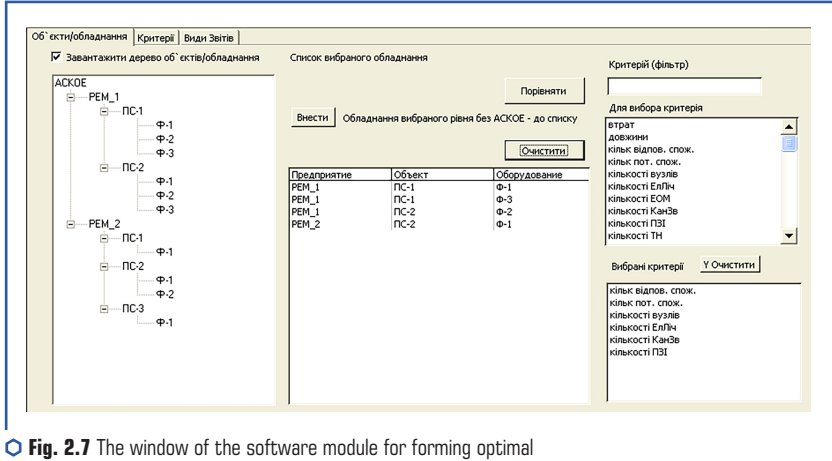 Об`єкти/обладнання Критерії Види Звітів
Завантажити дерево об`єктів/обладнання
АСКОЕ
РЕМ_1
ПС-1
Ф-1
Ф-2
Ф-3
ПС-2
Ф-1
Ф-2
Ф-3
РЕМ_2
ПС-1
Ф-1
ПС-2
Ф-1
Ф-2
ПС-3
Ф-1
Список вибраного обладнання
Порівняти
Внести Обладнання вибраного рівня без АСКОЕ - до списку
Очистити
Предприятие Объект Оборудование
РЕМ_1 ПС-1 Ф-1
РЕМ_1 ПС-1 Ф-3
РЕМ_1 ПС-2 Ф-2
РЕМ_2 ПС-2 Ф-1
Критерій (фільтр)
Для вибора критерія
втрат
довжини
кільк відпов. спож.
кільк пот. спож.
кількості вузлів
кількості ЕлЛіч
кількості ЕОМ
кількості КанЗв
кількості ПЗІ
кількості ТН
Вибрані критерії Y Очистити
кільк відпов. спож.
кільк пот. спож.
кількості вузлів
кількості ЕлЛіч
кількості КанЗв
кількості ПЗІ
Fig. 2.7 The window of the software module for forming optimal